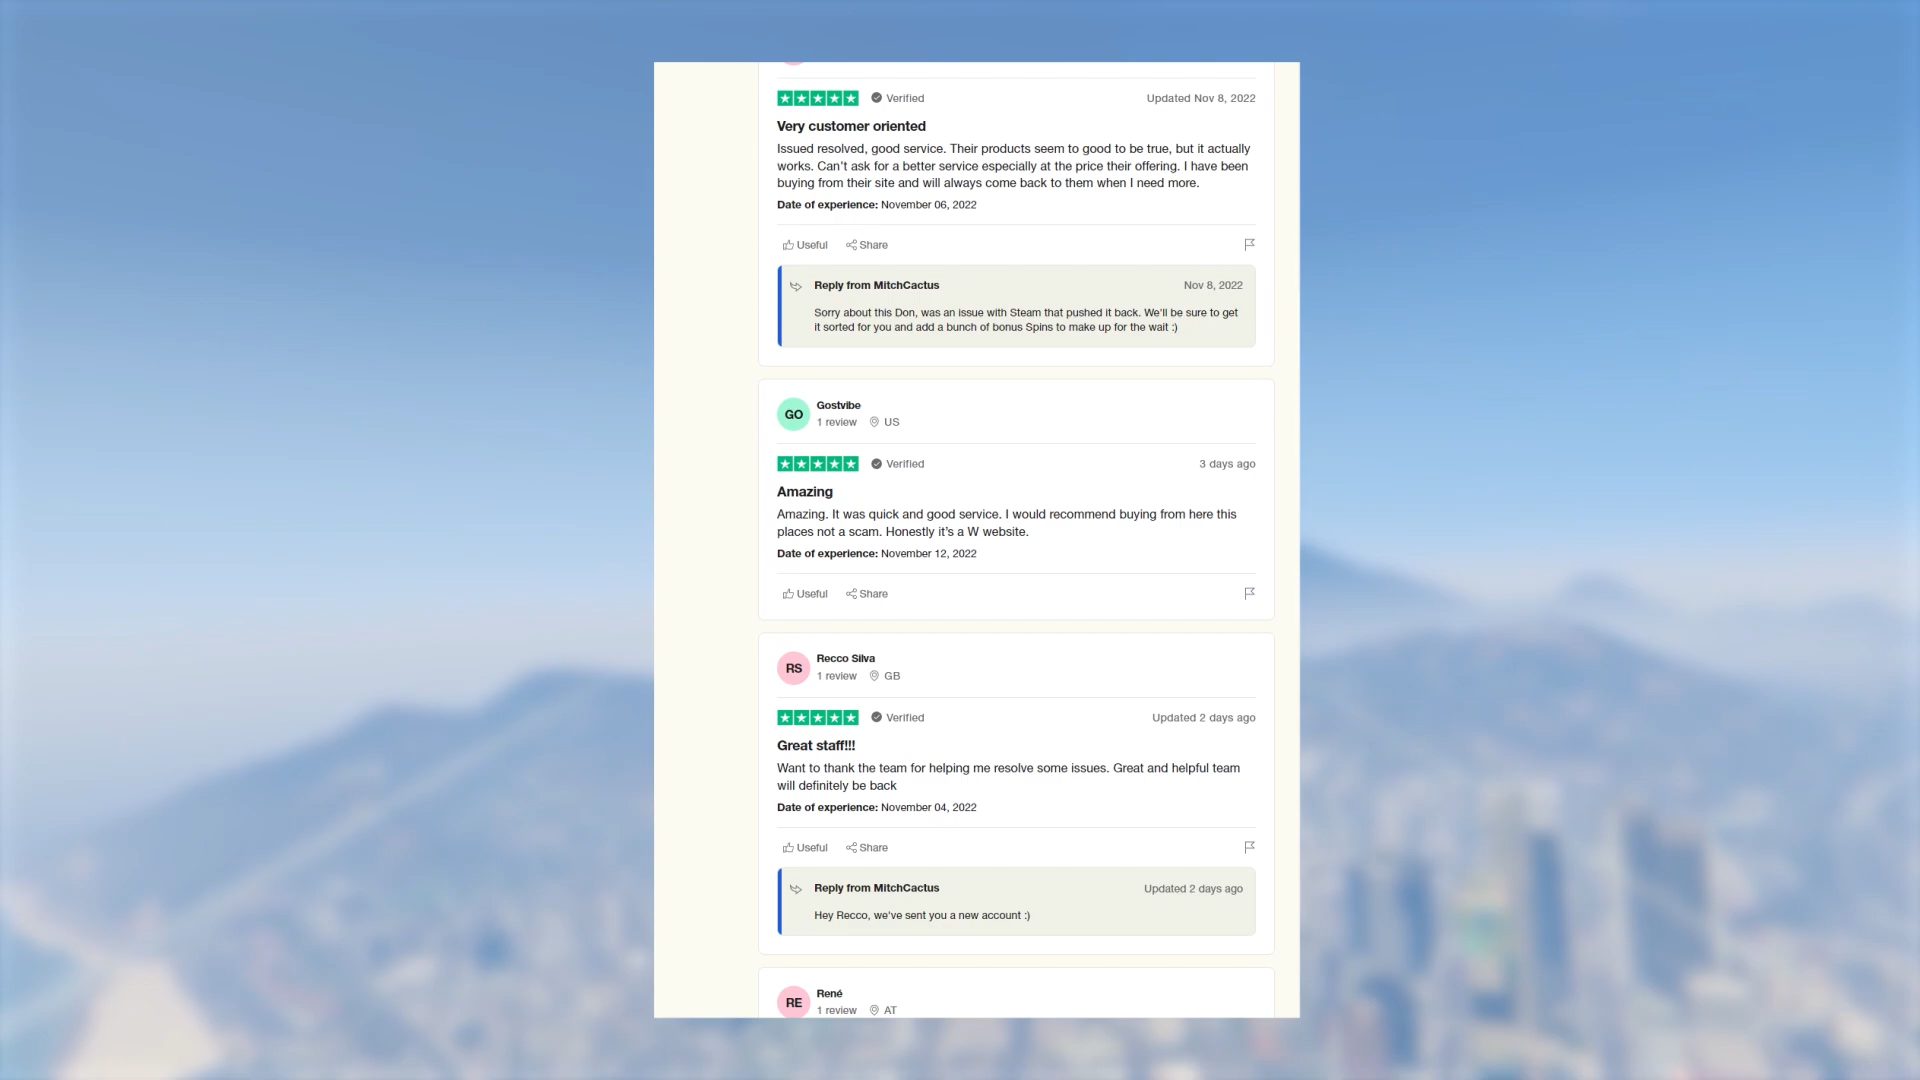 Verified
Updated Nov 8, 2022
Very customer oriented
Issued resolved, good service. Their products seem to good to be true, but it actually
works. Can't ask for a better service especially at the price their offering. I have been
buying from their site and will always come back to them when I need more.
Date of experience: November 06, 2022
Useful
Share
Reply from MitchCactus
Nov 8, 2022
Sorry about this Don, was an issue with Steam that pushed it back. We'll be sure to get
it sorted for you and add a bunch of bonus Spins to make up for the wait :)
GO
Gostvibe
1 review
US
Verified
3 days ago
Amazing
Amazing. It was quick and good service. I would recommend buying from here this
places not a scam. Honestly it's a W website.
Date of experience: November 12, 2022
Useful
Share
RS
Recco Silva
1 review
GB
Verified
Updated 2 days ago
Great staff!!!
Want to thank the team for helping me resolve some issues. Great and helpful team
will definitely be back
Date of experience: November 04, 2022
Useful
Share
Reply from MitchCactus
Updated 2 days ago
Hey Recco, we've sent you a new account :)
RE
René
1 review
AT